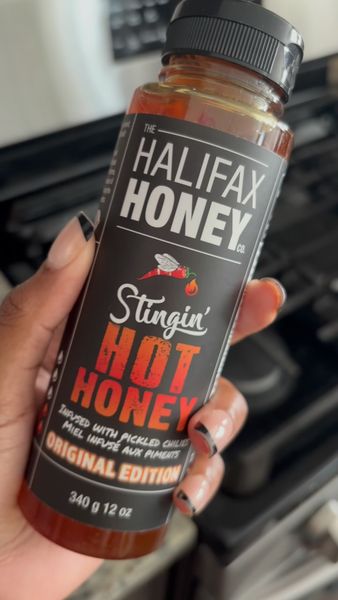 THE
HALIFAX
HONEY CO.
Stingin'
HOT
HONEY
INFUSED WITH PICKLED CHILIES
MIEL INFUSÉ AUX PIMENTS
ORIGINAL EDITION
340 g 12 oz